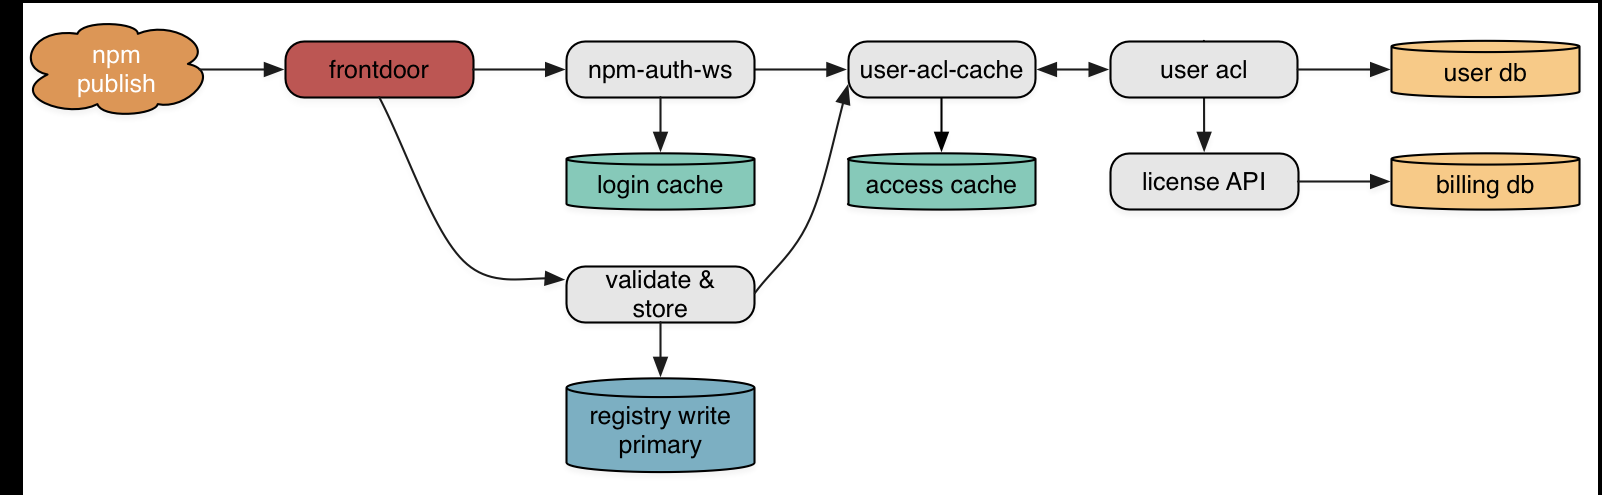 npm
publish
frontdoor
npm-auth-ws
user-acl-cache
user acl
user db
login cache
access cache
license API
billing db
validate &
store
registry write
primary